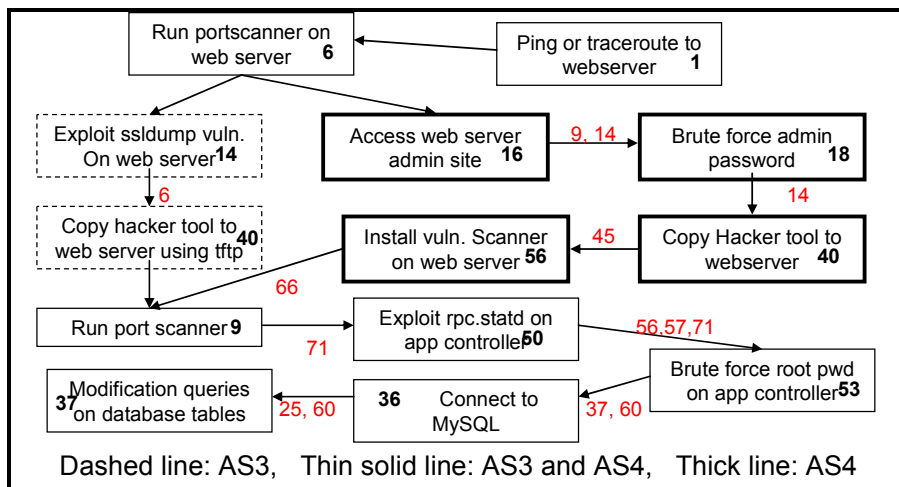 Run portscanner on
web server 6
Ping or traceroute to
webserver 1
Exploit ssldump vuln.
On web server 14
Access web server
admin site 16
9, 14
Brute force admin
password 18
6
14
Copy hacker tool to
web server using tftp 40
Install vuln. Scanner
on web server 56
45
Copy Hacker tool to
webserver 40
66
Run port scanner 9
71
Exploit rpc.statd on
app controller 50
56,57,71
Brute force root pwd
on app controller 53
37 Modification queries
on database tables
25, 60
36 Connect to
MySQL
37, 60
Dashed line: AS3, Thin solid line: AS3 and AS4, Thick line: AS4